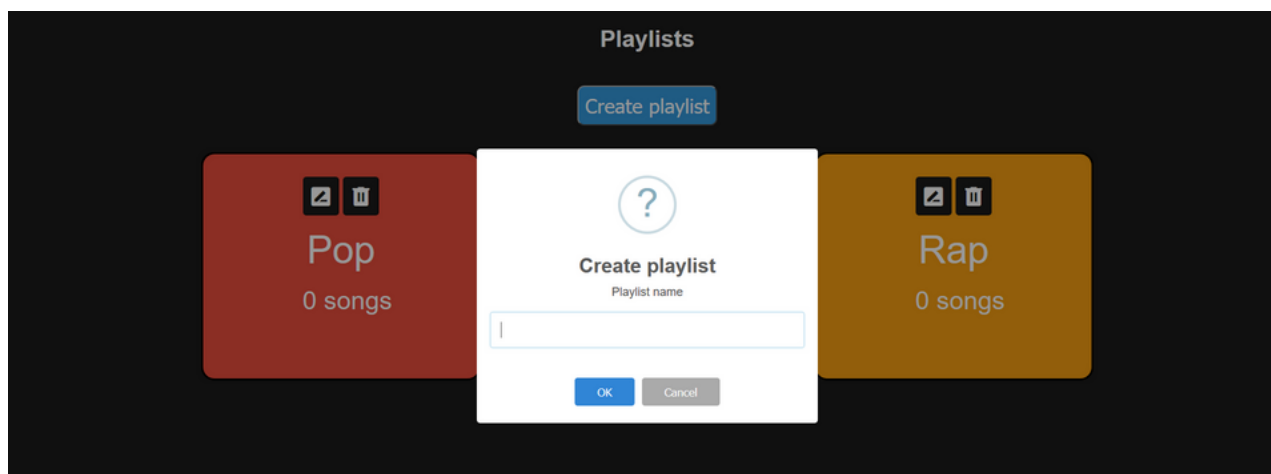 Playlists
Create playlist
Pop
0 songs
Rap
0 songs
?
Create playlist
Playlist name
OK
Cancel